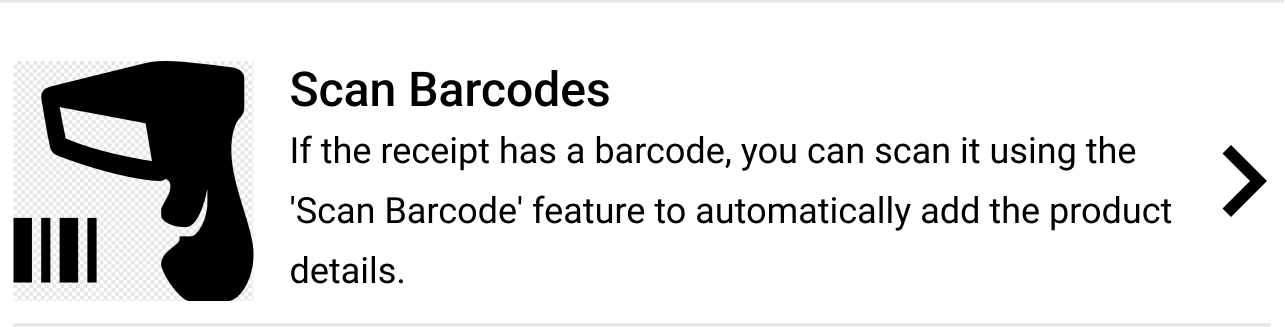 Scan Barcodes
If the receipt has a barcode, you can scan it using the
'Scan Barcode' feature to automatically add the product
details.